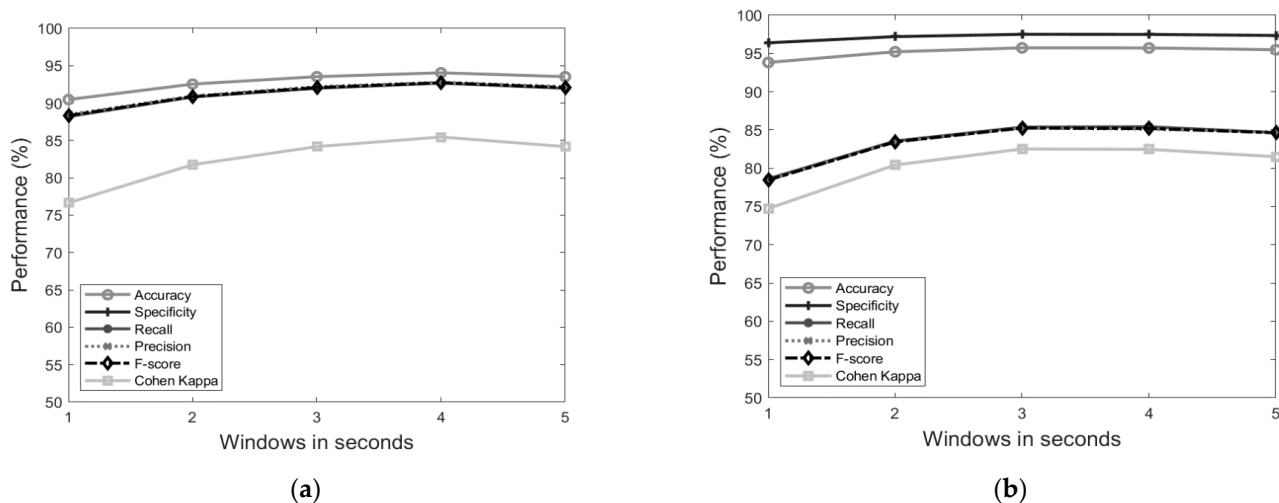 100
95
90
85
80
75
70
65
60
55
50
Performance (%)
Accuracy
Specificity
Recall
Precision
F-score
Cohen Kappa
1 2 3 4 5
Windows in seconds
(a)
100
95
90
85
80
75
70
65
60
55
50
Performance (%)
Accuracy
Specificity
Recall
Precision
F-score
Cohen Kappa
1 2 3 4 5
Windows in seconds
(b)